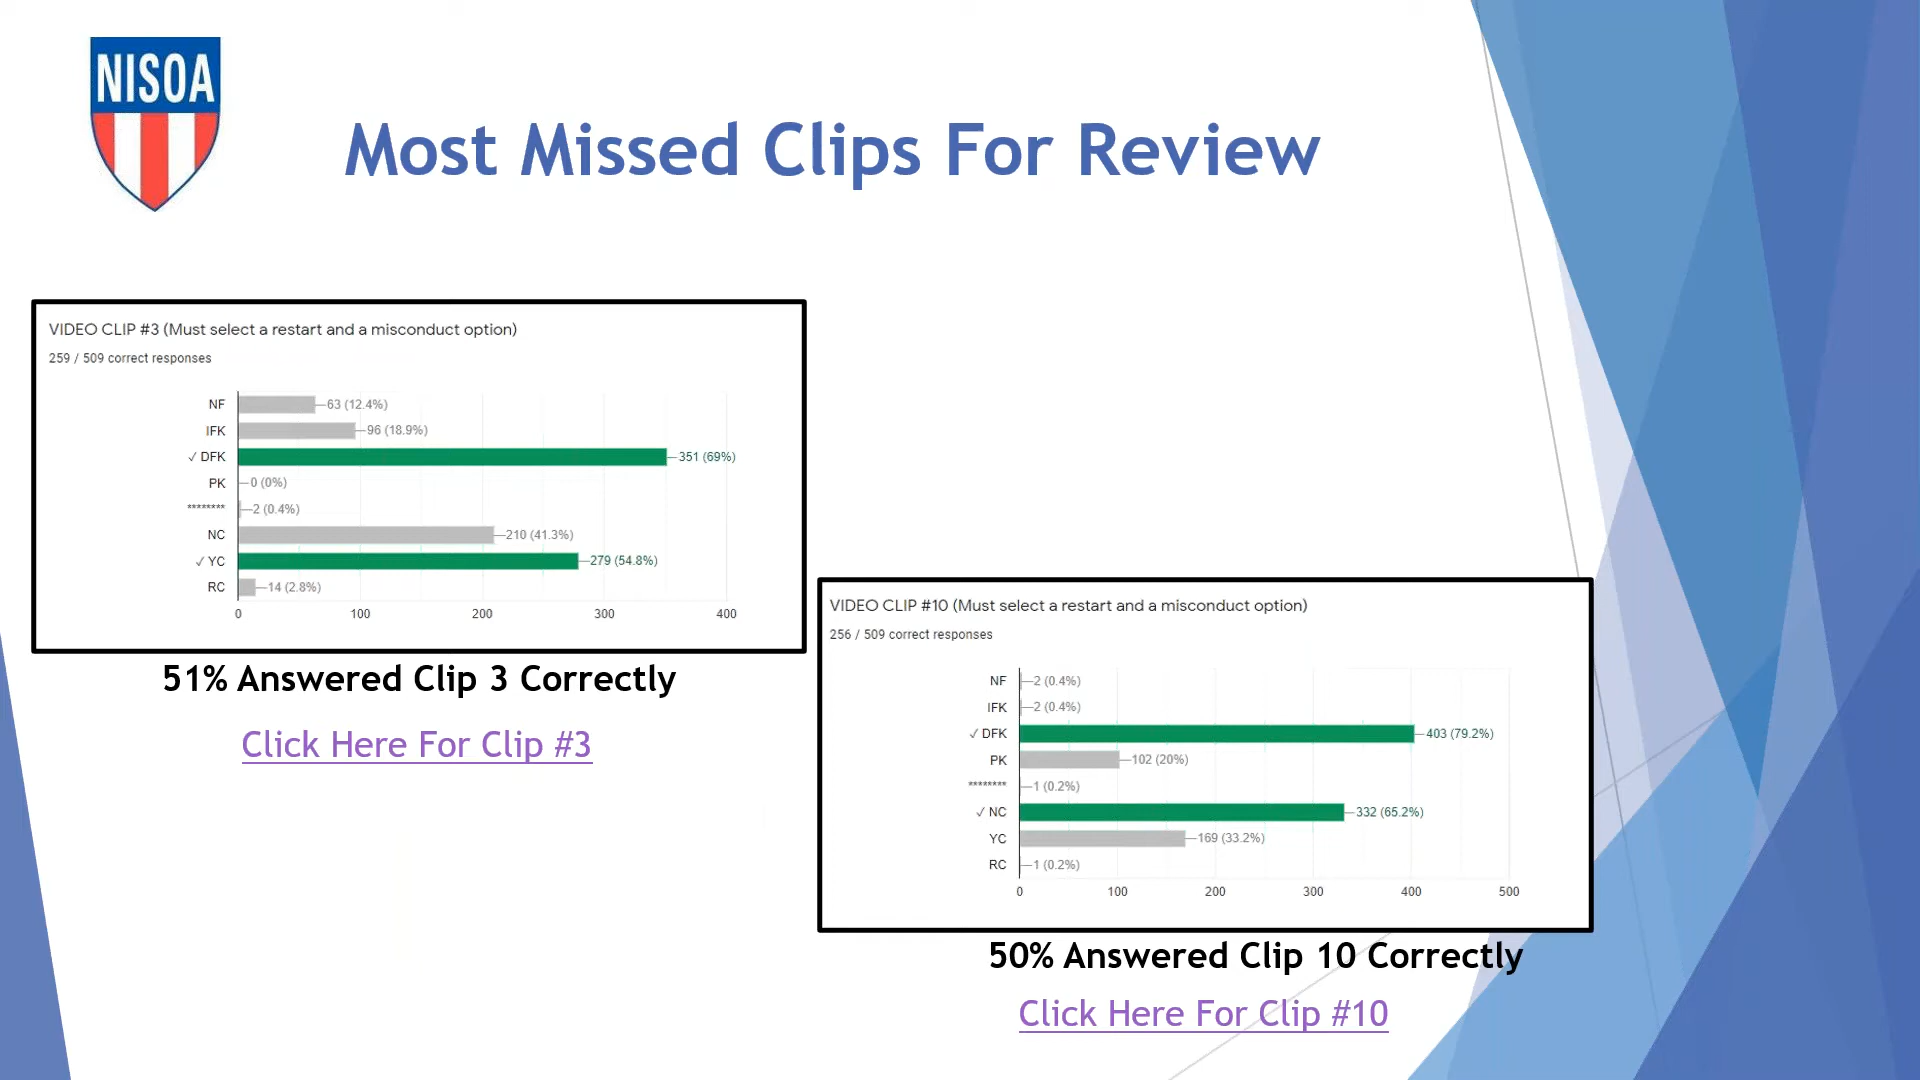 NISOA
Most Missed Clips For Review
VIDEO CLIP #3 (Must select a restart and a misconduct option)
259 / 509 correct responses
NF 63 (12.4%)
IFK 96 (18.9%)
✓ DFK 351 (69%)
PK 0 (0%)
******** 2 (0.4%)
NC 210 (41.3%)
✓ YC 279 (54.8%)
RC 14 (2.8%)
0 100 200 300 400
51% Answered Clip 3 Correctly
Click Here For Clip #3
VIDEO CLIP #10 (Must select a restart and a misconduct option)
256 / 509 correct responses
NF 2 (0.4%)
IFK 2 (0.4%)
✓ DFK 403 (79.2%)
PK 102 (20%)
******** 1 (0.2%)
✓ NC 332 (65.2%)
YC 169 (33.2%)
RC 1 (0.2%)
0 100 200 300 400 500
50% Answered Clip 10 Correctly
Click Here For Clip #10